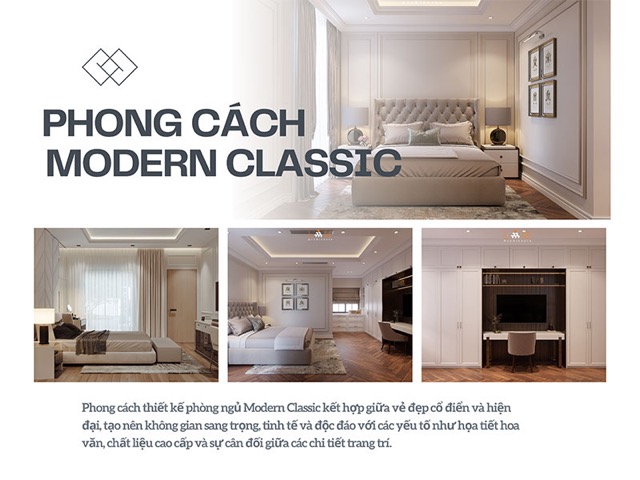 PHONG CÁCH
MODERN CLASSIC
Phong cách thiết kế phòng ngủ Modern Classic kết hợp giữa vẻ đẹp cổ điển và hiện
đại, tạo nên không gian sang trọng, tinh tế và độc đáo với các yếu tố như họa tiết hoa
văn, chất liệu cao cấp và sự cân đối giữa các chi tiết trang trí.